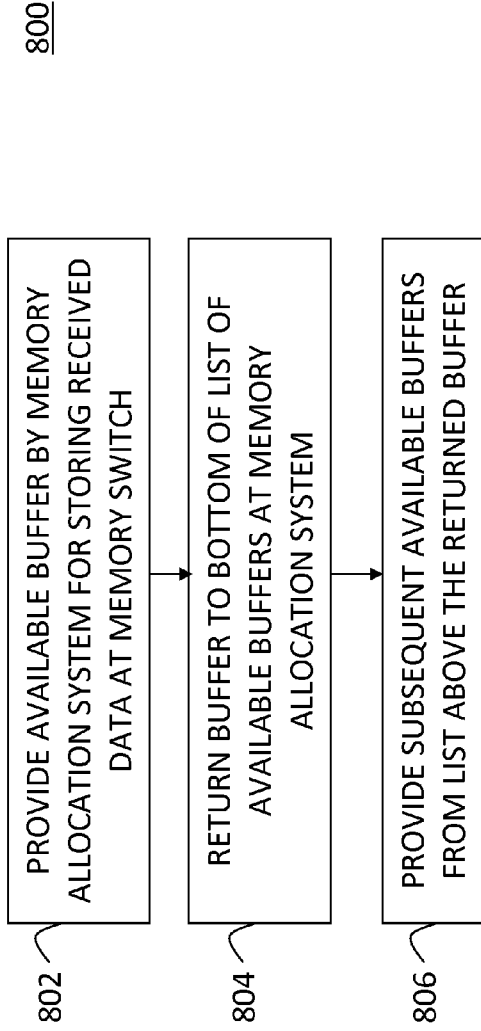 800
PROVIDE AVAILABLE BUFFER BY MEMORY
ALLOCATION SYSTEM FOR STORING RECEIVED
DATA AT MEMORY SWITCH
802
RETURN BUFFER TO BOTTOM OF LIST OF
AVAILABLE BUFFERS AT MEMORY
ALLOCATION SYSTEM
804
PROVIDE SUBSEQUENT AVAILABLE BUFFERS
FROM LIST ABOVE THE RETURNED BUFFER
806